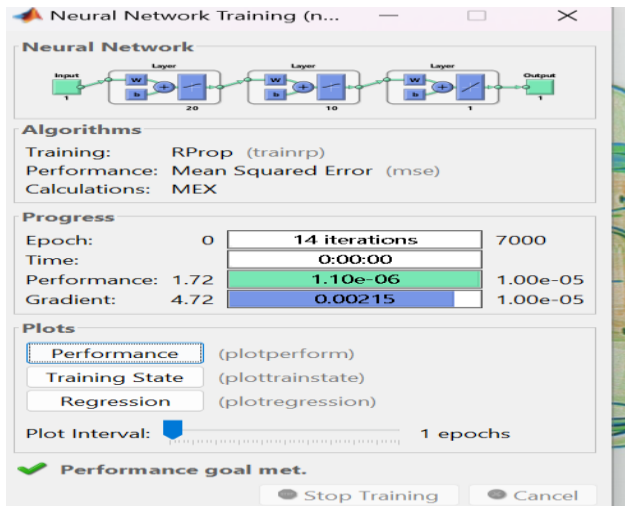 Neural Network Training (n...
Neural Network
Layer Layer Layer
Input Output
W W W
b b b
1 20 10 1 1
Algorithms
Training: RProp (trainrp)
Performance: Mean Squared Error (mse)
Calculations: MEX
Progress
Epoch: 0 14 iterations 7000
Time: 0:00:00
Performance: 1.72 1.10e-06 1.00e-05
Gradient: 4.72 0.00215 1.00e-05
Plots
Performance (plotperform)
Training State (plottrainstate)
Regression (plotregression)
Plot Interval: 1 epochs
Performance goal met.
Stop Training Cancel